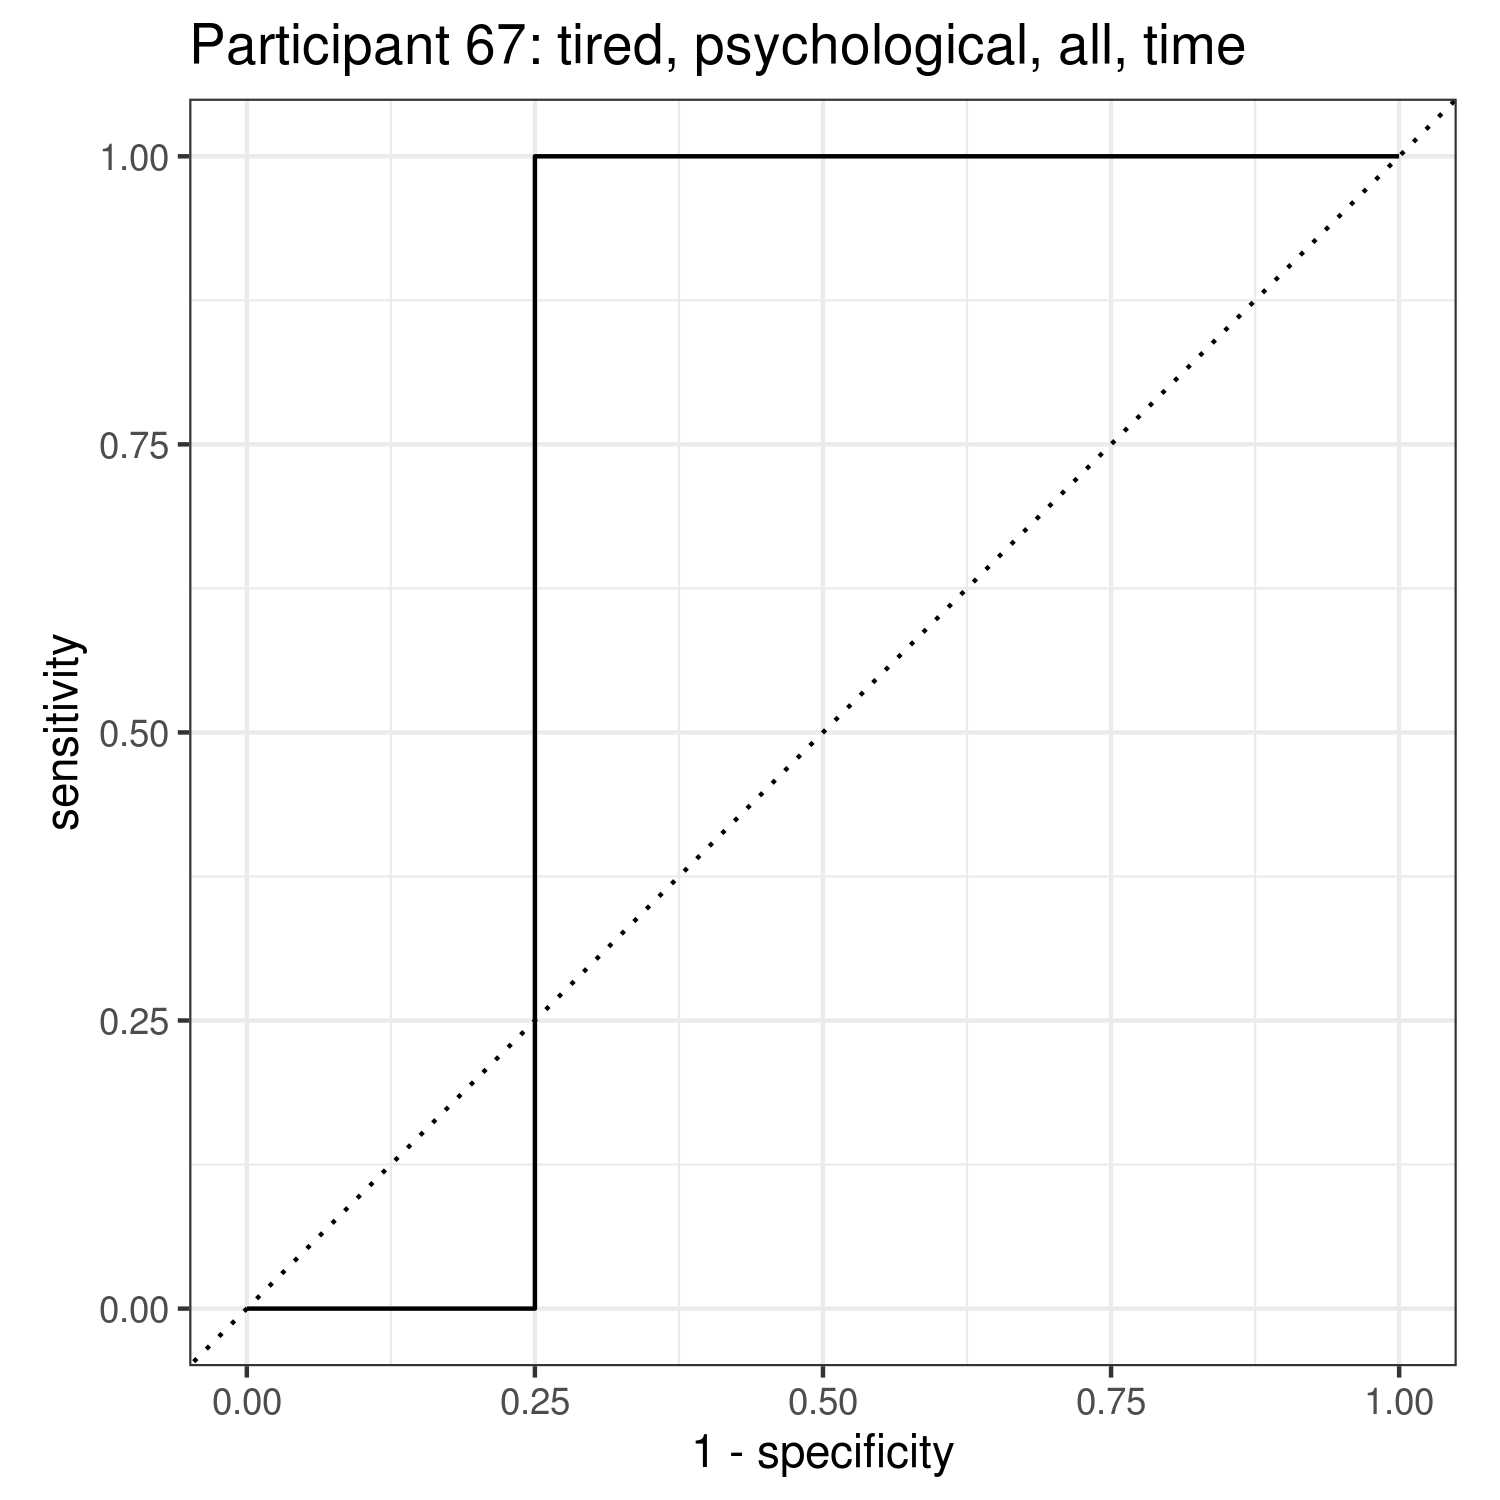 Participant 67: tired, psychological, all, time
1.00
0.75
0.50
0.25
0.00
sensitivity
0.00 0.25 0.50 0.75 1.00
1 - specificity